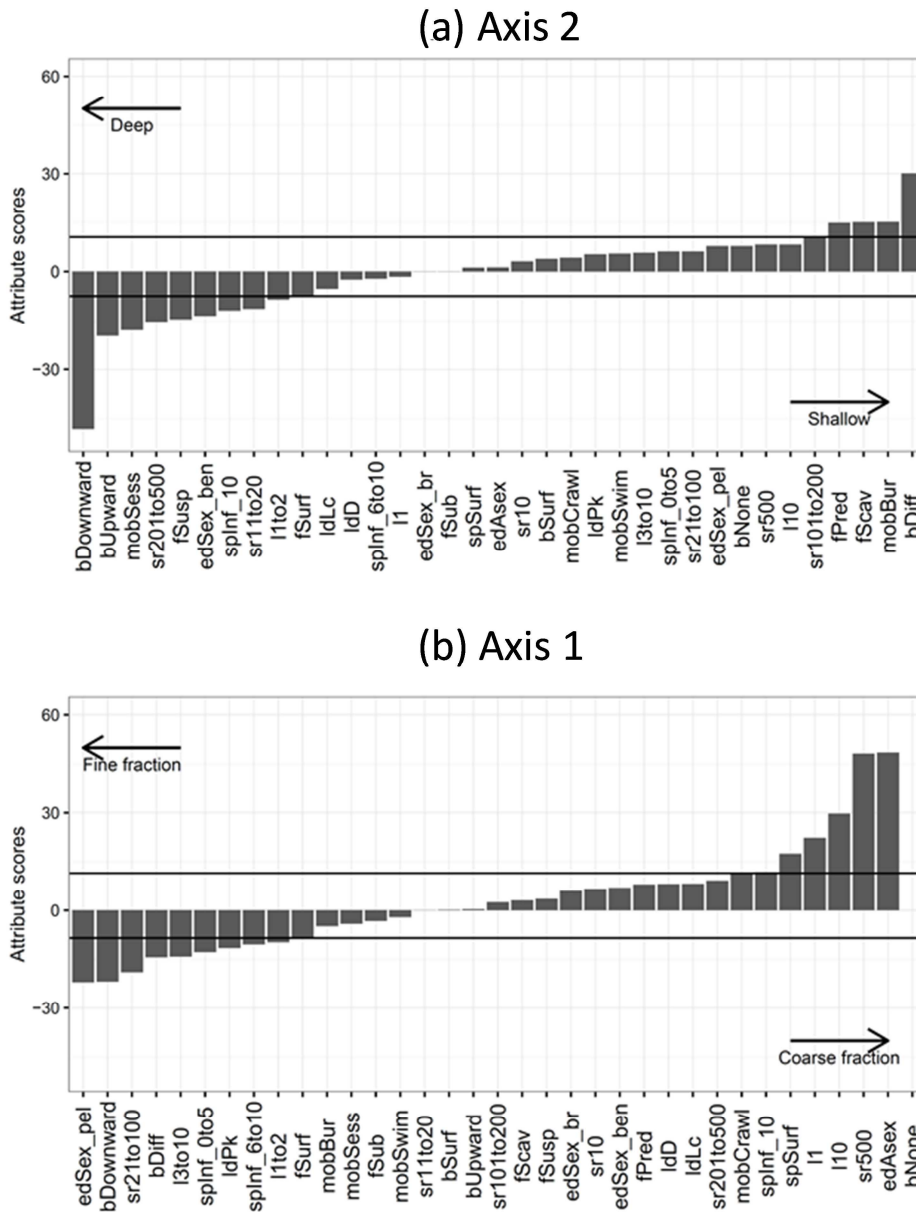 (a) Axis 2
60
30
0
−30
Attribute scores
Deep
Shallow
bDownward
bUpward
mobSess
sr201to500
fSusp
edSex_ben
spInf_10
sr11to20
l1to2
fSurf
ldLc
ldD
spInf_6to10
l1
edSex_br
fSub
spSurf
edAsex
sr10
bSurf
mobCrawl
ldPk
mobSwim
l3to10
spInf_0to5
sr21to100
edSex_pel
bNone
sr500
l10
sr101to200
fPred
fScav
mobBur
bDiff
(b) Axis 1
60
30
0
−30
Attribute scores
Fine fraction
Coarse fraction
edSex_pel
bDownward
sr21to100
bDiff
l3to10
spInf_0to5
ldPk
spInf_6to10
l1to2
fSurf
mobBur
mobSess
fSub
mobSwim
sr11to20
bSurf
bUpward
sr101to200
fScav
fSusp
edSex_br
sr10
edSex_ben
fPred
ldD
ldLc
sr201to500
mobCrawl
spInf_10
spSurf
l1
l10
sr500
edAsex
bNone